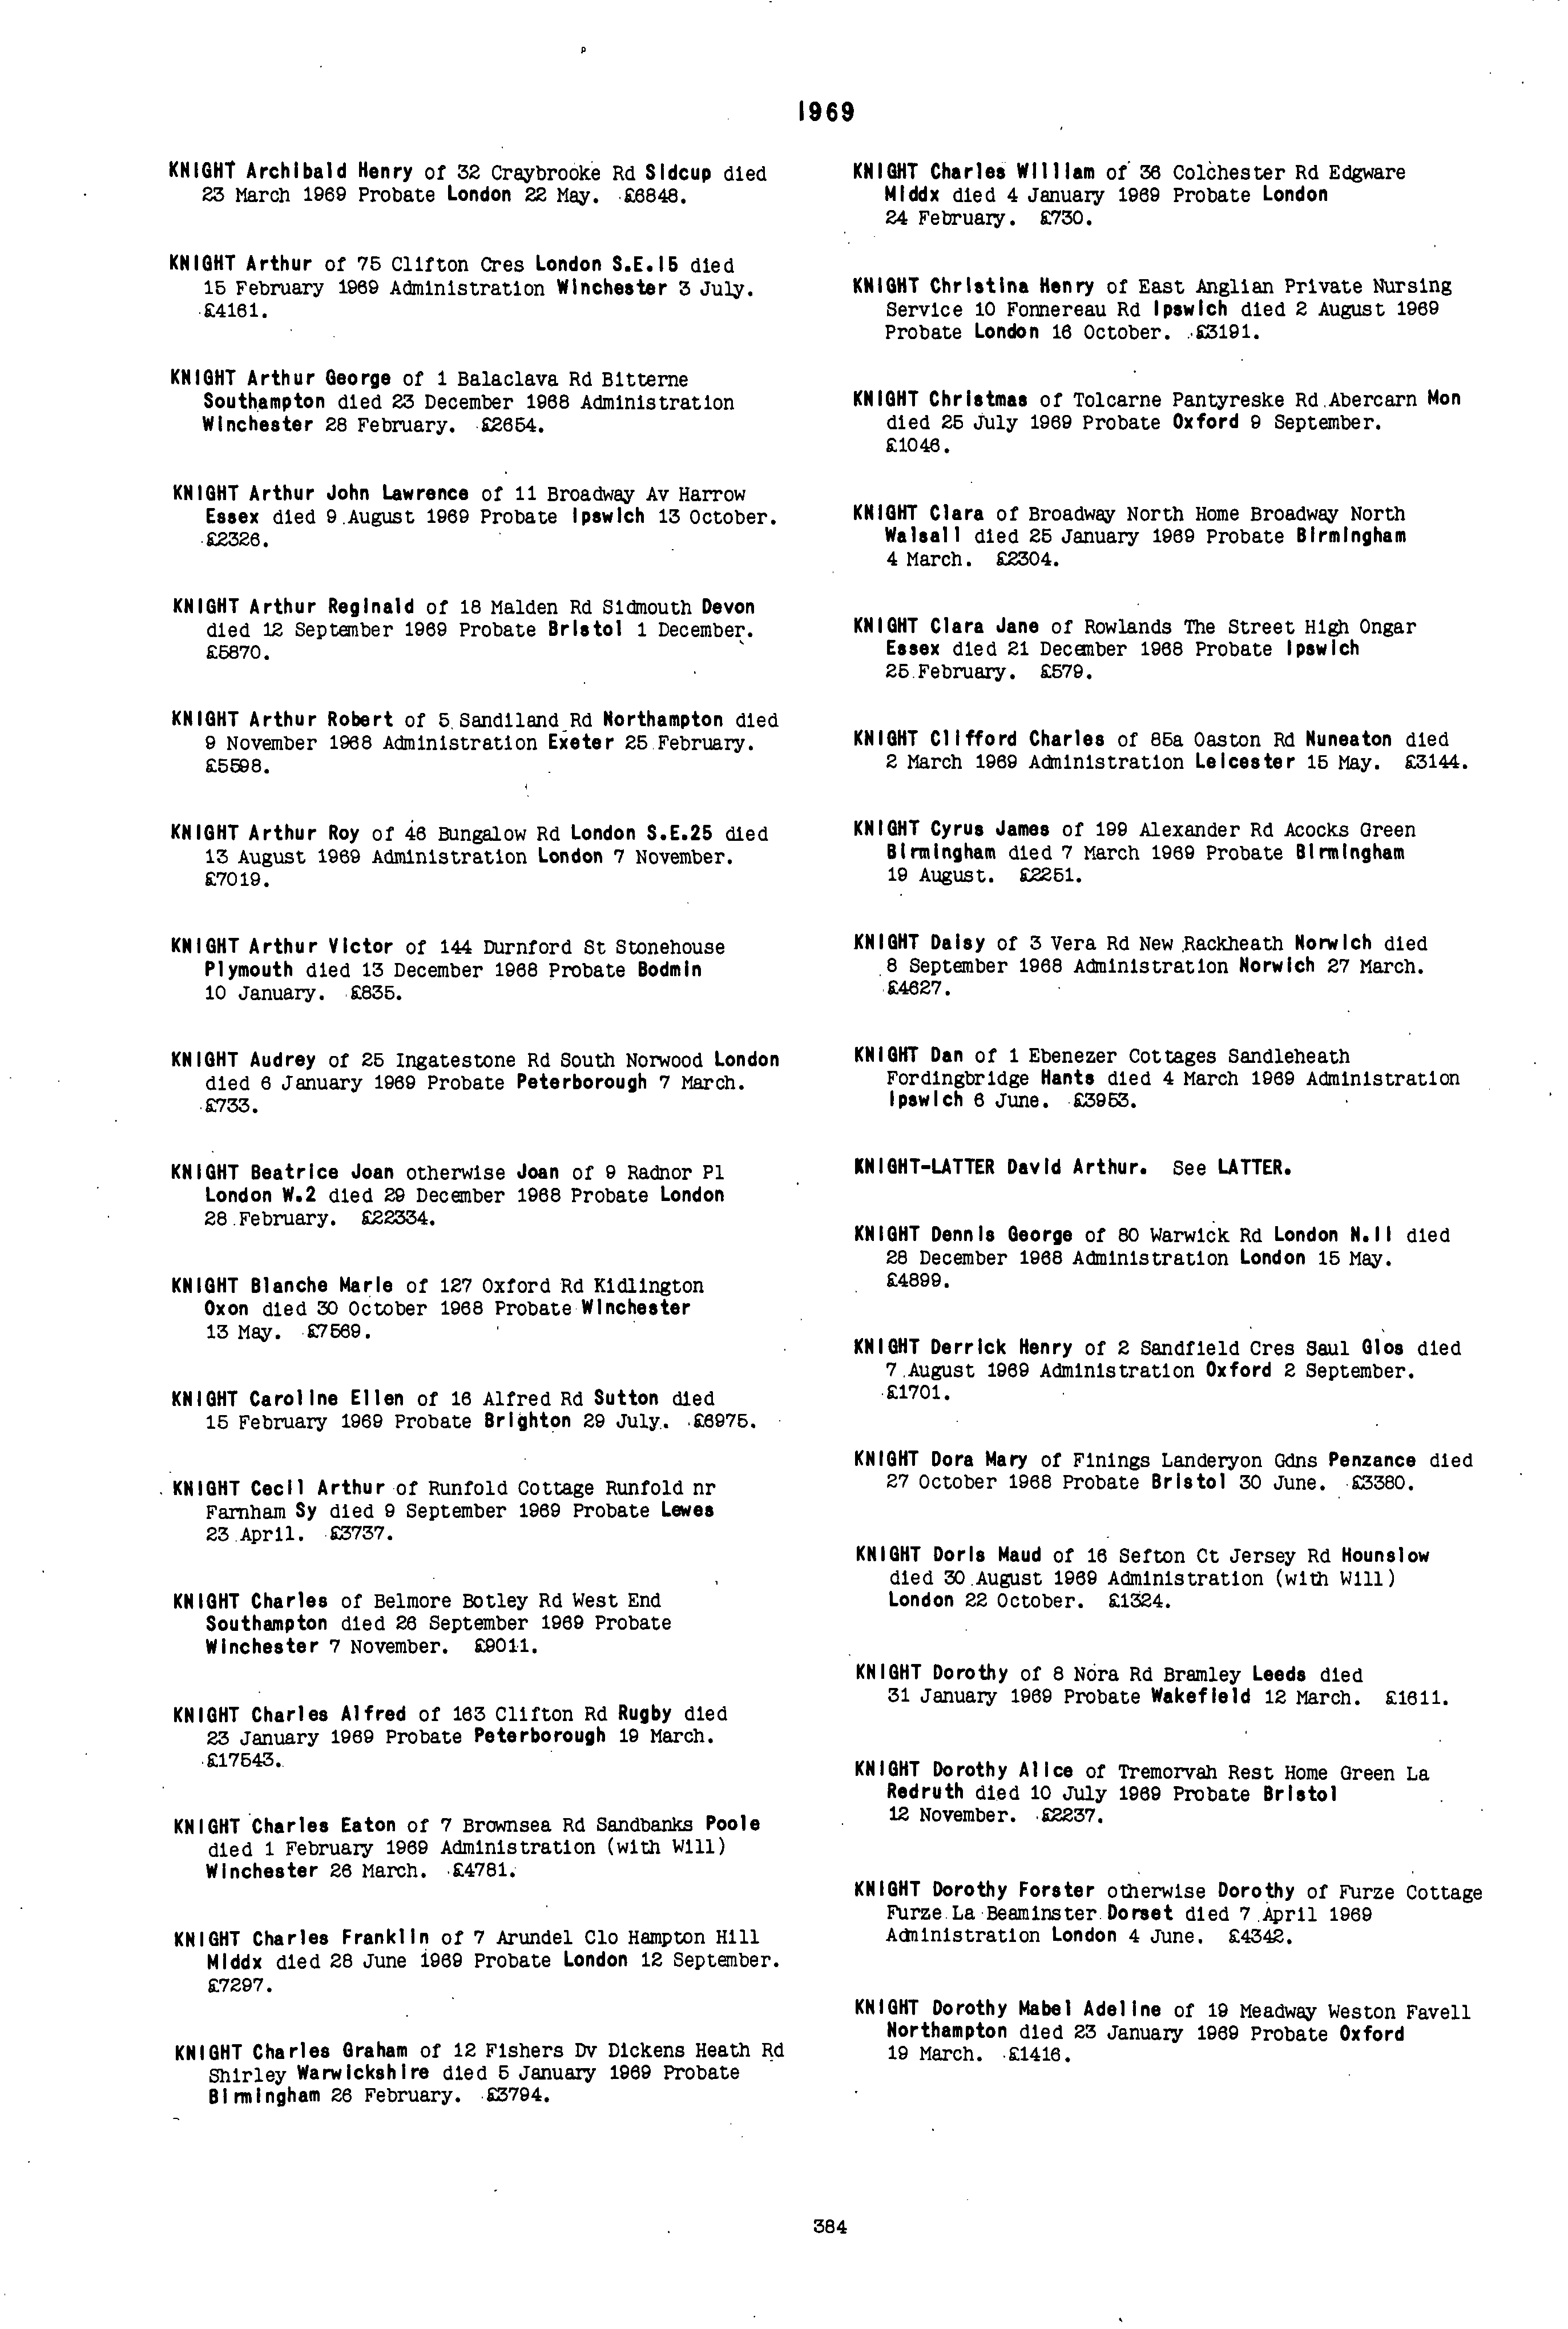 1969
KNIGHT Archibald Henry of 32 Craybrooke Rd Sidcup died
23 March 1969 Probate London 22 May. £6848.
KNIGHT Arthur of 75 Clifton Cres London S.E.15 died
15 February 1969 Administration Winchester 3 July.
£4161.
KNIGHT Arthur George of 1 Balaclava Rd Bitterne
Southampton died 23 December 1968 Administration
Winchester 28 February. £2654.
KNIGHT Arthur John Lawrence of 11 Broadway Av Harrow
Essex died 9 August 1969 Probate Ipswich 13 October.
£2326.
KNIGHT Arthur Reginald of 18 Malden Rd Sidmouth Devon
died 12 September 1969 Probate Bristol 1 December.
£5870.
KNIGHT Arthur Robert of 5 Sandiland Rd Northampton died
9 November 1968 Administration Exeter 25 February.
£5598.
KNIGHT Arthur Roy of 46 Bungalow Rd London S.E.25 died
13 August 1969 Administration London 7 November.
£7019.
KNIGHT Arthur Victor of 144 Durnford St Stonehouse
Plymouth died 13 December 1968 Probate Bodmin
10 January. £835.
KNIGHT Audrey of 25 Ingatestone Rd South Norwood London
died 6 January 1969 Probate Peterborough 7 March.
£733.
KNIGHT Beatrice Joan otherwise Joan of 9 Radnor Pl
London W.2 died 29 December 1968 Probate London
28 February. £22334.
KNIGHT Blanche Marie of 127 Oxford Rd Kidlington
Oxon died 30 October 1968 Probate Winchester
13 May. £7569.
KNIGHT Caroline Ellen of 16 Alfred Rd Sutton died
15 February 1969 Probate Brighton 29 July. £6975.
KNIGHT Cecil Arthur of Runfold Cottage Runfold nr
Farnham Sy died 9 September 1969 Probate Lewes
23 April. £3737.
KNIGHT Charles of Belmore Botley Rd West End
Southampton died 26 September 1969 Probate
Winchester 7 November. £9011.
KNIGHT Charles Alfred of 163 Clifton Rd Rugby died
23 January 1969 Probate Peterborough 19 March.
£17543.
KNIGHT Charles Eaton of 7 Brownsea Rd Sandbanks Poole
died 1 February 1969 Administration (with Will)
Winchester 26 March. £4781.
KNIGHT Charles Franklin of 7 Arundel Clo Hampton Hill
Middx died 28 June 1969 Probate London 12 September.
£7297.
KNIGHT Charles Graham of 12 Fishers Dv Dickens Heath Rd
Shirley Warwickshire died 5 January 1969 Probate
Birmingham 26 February. £3794.
KNIGHT Charles William of 36 Colchester Rd Edgware
Middx died 4 January 1969 Probate London
24 February. £730.
KNIGHT Christina Henry of East Anglian Private Nursing
Service 10 Fonnereau Rd Ipswich died 2 August 1969
Probate London 16 October. £3191.
KNIGHT Christmas of Tolcarne Pantyreske Rd Abercarn Mon
died 25 July 1969 Probate Oxford 9 September.
£1046.
KNIGHT Clara of Broadway North Home Broadway North
Walsall died 25 January 1969 Probate Birmingham
4 March. £2304.
KNIGHT Clara Jane of Rowlands The Street High Ongar
Essex died 21 December 1968 Probate Ipswich
25 February. £579.
KNIGHT Clifford Charles of 85a Oaston Rd Nuneaton died
2 March 1969 Administration Leicester 15 May. £3144.
KNIGHT Cyrus James of 199 Alexander Rd Acocks Green
Birmingham died 7 March 1969 Probate Birmingham
19 August. £2251.
KNIGHT Daisy of 3 Vera Rd New Rackheath Norwich died
8 September 1968 Administration Norwich 27 March.
£4627.
KNIGHT Dan of 1 Ebenezer Cottages Sandleheath
Fordingbridge Hants died 4 March 1969 Administration
Ipswich 6 June. £3953.
KNIGHT-LATTER David Arthur. See LATTER.
KNIGHT Dennis George of 80 Warwick Rd London N.11 died
28 December 1968 Administration London 15 May.
£4899.
KNIGHT Derrick Henry of 2 Sandfield Cres Saul Glos died
7 August 1969 Administration Oxford 2 September.
£1701.
KNIGHT Dora Mary of Finings Landeryon Gdns Penzance died
27 October 1968 Probate Bristol 30 June. £3380.
KNIGHT Doris Maud of 16 Sefton Ct Jersey Rd Hounslow
died 30 August 1969 Administration (with Will)
London 22 October. £1324.
KNIGHT Dorothy of 8 Nora Rd Bramley Leeds died
31 January 1969 Probate Wakefield 12 March. £1611.
KNIGHT Dorothy Alice of Tremorvah Rest Home Green La
Redruth died 10 July 1969 Probate Bristol
12 November. £2237.
KNIGHT Dorothy Forster otherwise Dorothy of Furze Cottage
Furze La Beaminster Dorset died 7 April 1969
Administration London 4 June. £4342.
KNIGHT Dorothy Mabel Adeline of 19 Meadway Weston Favell
Northampton died 23 January 1969 Probate Oxford
19 March. £1416.
384